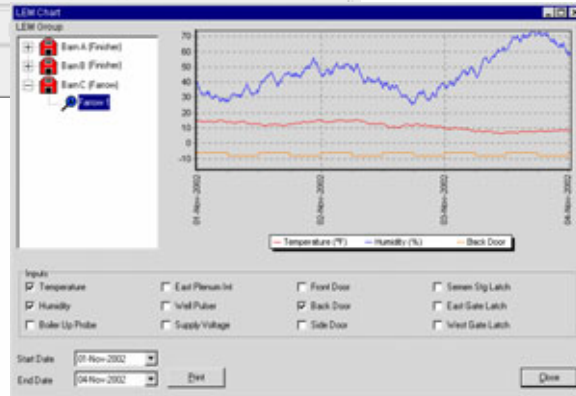 LEM Chart
LEM Group
Barn A (Finisher)
Barn B (Finisher)
Barn C (Farrow)
Farrow 1
70
60
50
40
30
20
10
0
-10
01-Nov-2002
02-Nov-2002
03-Nov-2002
04-Nov-2002
Temperature (°F) Humidity (%) Back Door
Inputs
Temperature East Plenum Int Front Door Semen Stg Latch
Humidity Well Pulser Back Door East Gate Latch
Boiler Up Probe Supply Voltage Side Door West Gate Latch
Start Date 01-Nov-2002
End Date 04-Nov-2002 Print Close